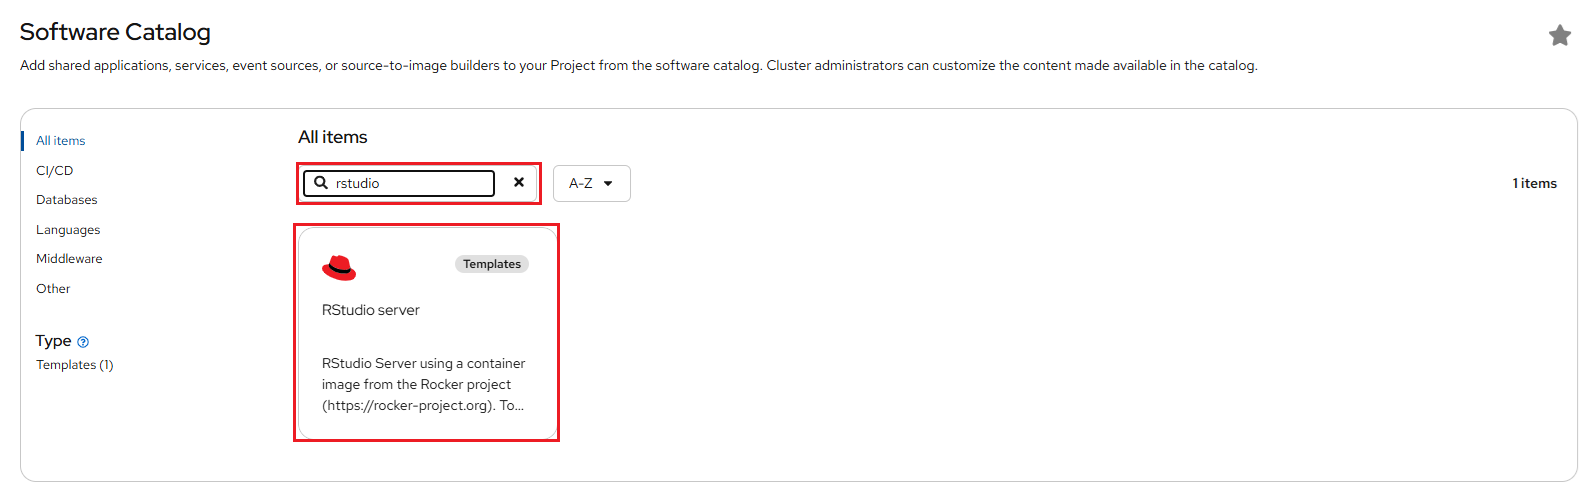 Software Catalog
Add shared applications, services, event sources, or source-to-image builders to your Project from the software catalog. Cluster administrators can customize the content made available in the catalog.
All items
CI/CD
Databases
Languages
Middleware
Other
Type
Templates (1)
All items
rstudio
A-Z
1 items
Templates
RStudio server
RStudio Server using a container
image from the Rocker project
(https://rocker-project.org). To...